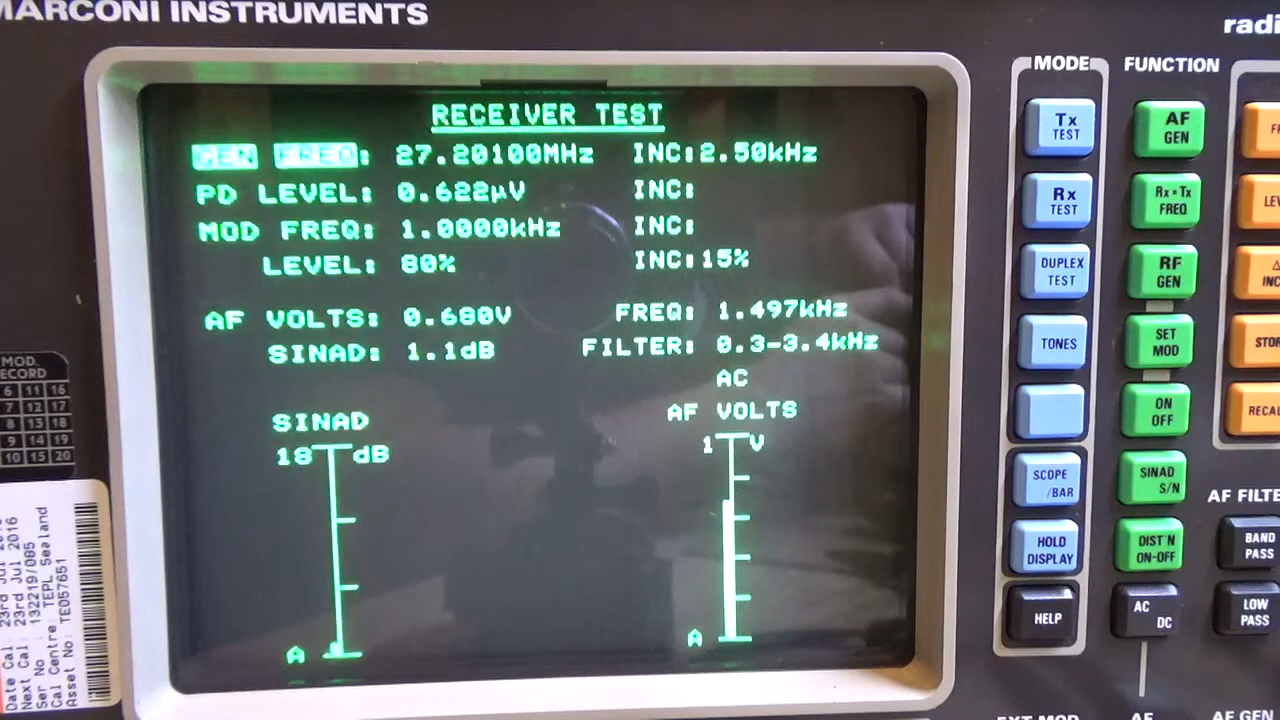 MARCONI INSTRUMENTS
RECEIVER TEST
GEN FREQ: 27.20100MHz INC:2.50kHz
PD LEVEL: 0.622µV INC:
MOD FREQ: 1.0000kHz INC:
LEVEL: 80% INC:15%
AF VOLTS: 0.680V FREQ: 1.497kHz
SINAD: 1.1dB FILTER: 0.3-3.4kHz
AC
SINAD AF VOLTS
18 dB 1 V
A A
MODE FUNCTION
Tx TEST
AF GEN
Rx TEST
Rx=Tx FREQ
DUPLEX TEST
RF GEN
TONES
SET MOD
STOR
ON OFF
RECAL
SCOPE /BAR
SINAD S/N
AF FILTE
HOLD DISPLAY
DIST'N ON-OFF
BAND PASS
HELP
AC DC
LOW PASS
EXT MOD AF AF GEN
MOD.
RECORD
6 11 16
7 12 17
8 13 18
9 14 19
10 15 20
Date Cal : 23rd Jul
Next Cal : 23rd Jul 2016
Ser No : 132219/085
Cal Centre: TEPL Sealand
Asset No: TE057651